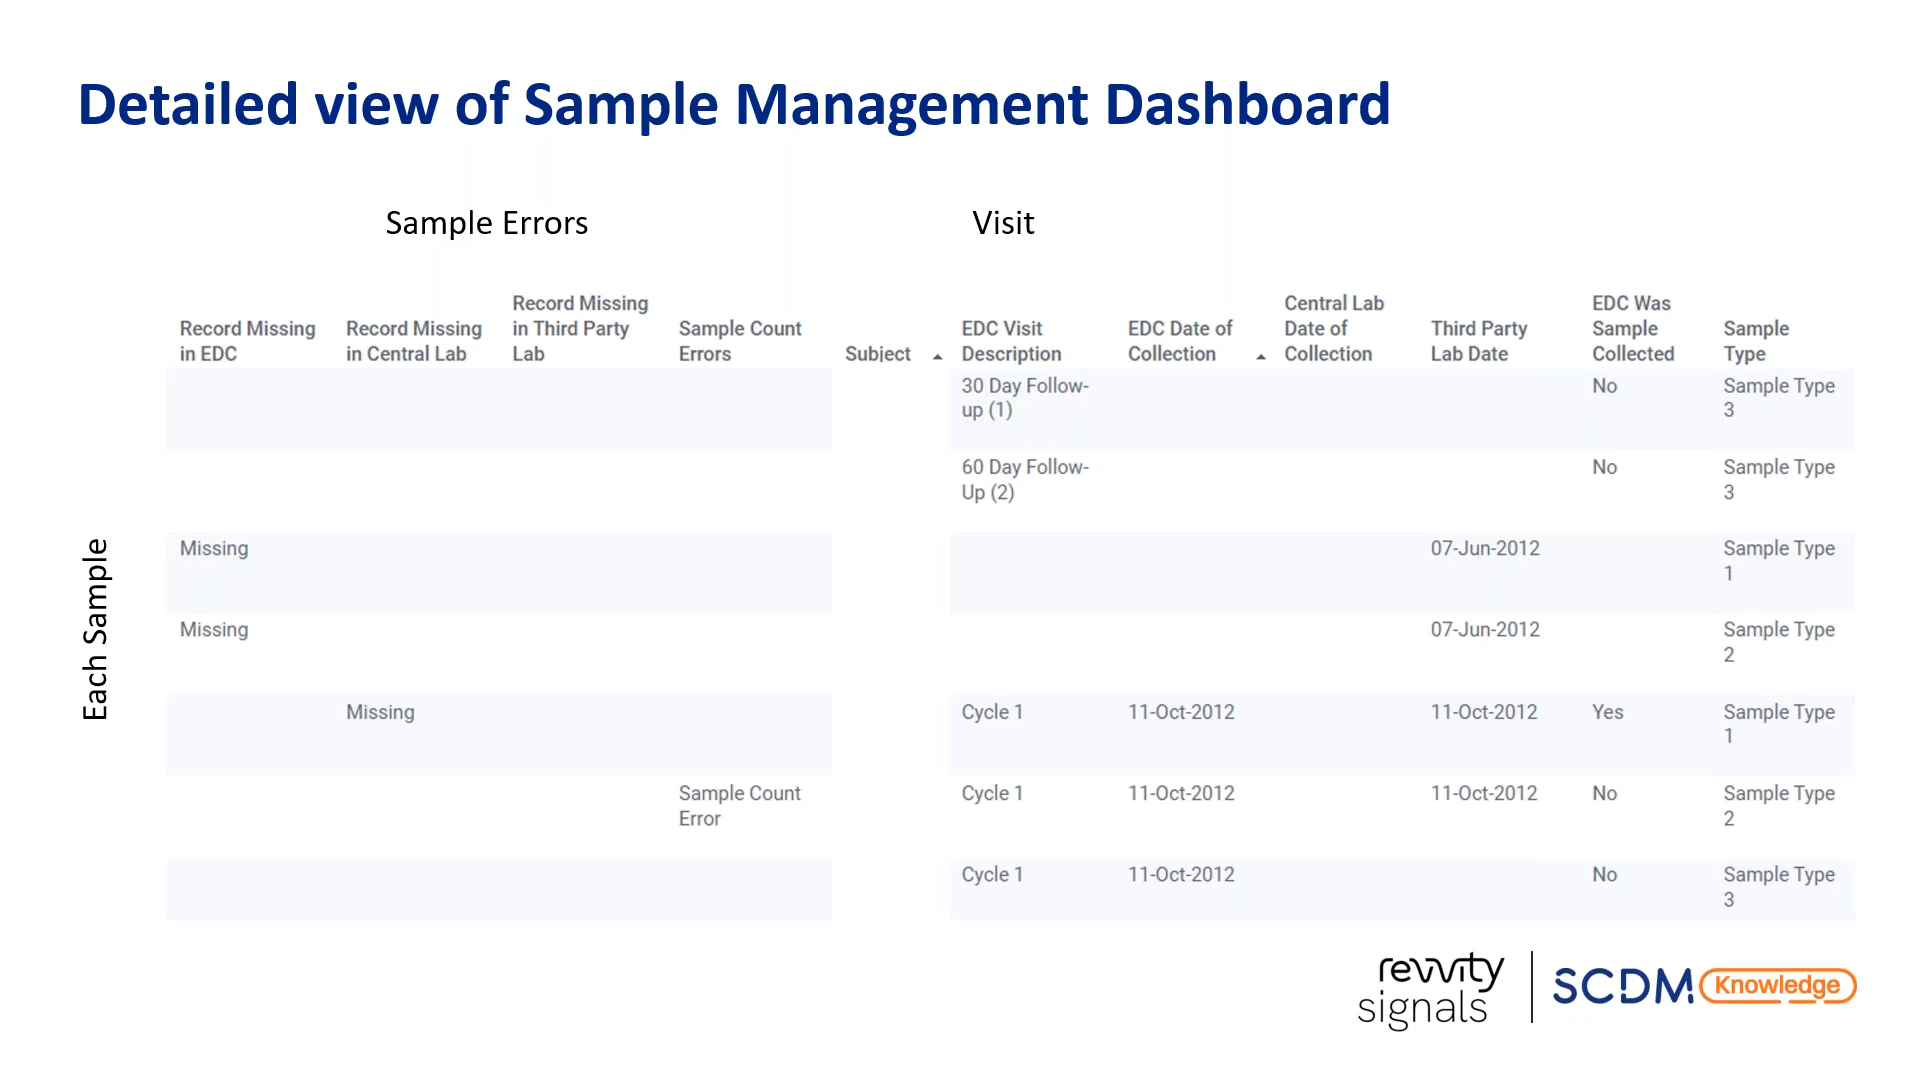 Detailed view of Sample Management Dashboard
Sample Errors
Visit
Record Missing in EDC
Record Missing in Central Lab
Record Missing in Third Party Lab
Sample Count Errors
Subject
EDC Visit Description
EDC Date of Collection
Central Lab Date of Collection
Third Party Lab Date
EDC Was Sample Collected
Sample Type
Each Sample
30 Day Follow-up (1) No Sample Type 3
60 Day Follow-Up (2) No Sample Type 3
Missing 07-Jun-2012 Sample Type 1
Missing 07-Jun-2012 Sample Type 2
Missing Cycle 1 11-Oct-2012 11-Oct-2012 Yes Sample Type 1
Sample Count Error Cycle 1 11-Oct-2012 11-Oct-2012 No Sample Type 2
Cycle 1 11-Oct-2012 No Sample Type 3
revvity
signals
SCDM Knowledge